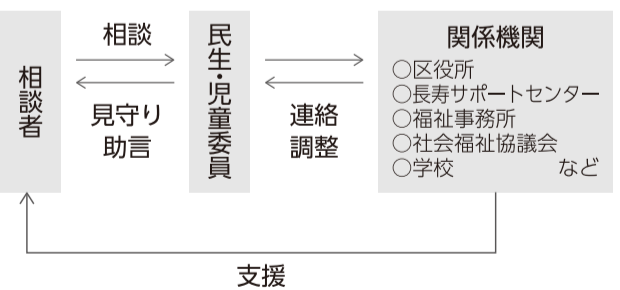 相談者
相談
見守り
助言
民生・児童委員
連絡
調整
関係機関
○区役所
○長寿サポートセンター
○福祉事務所
○社会福祉協議会
○学校 など
支援